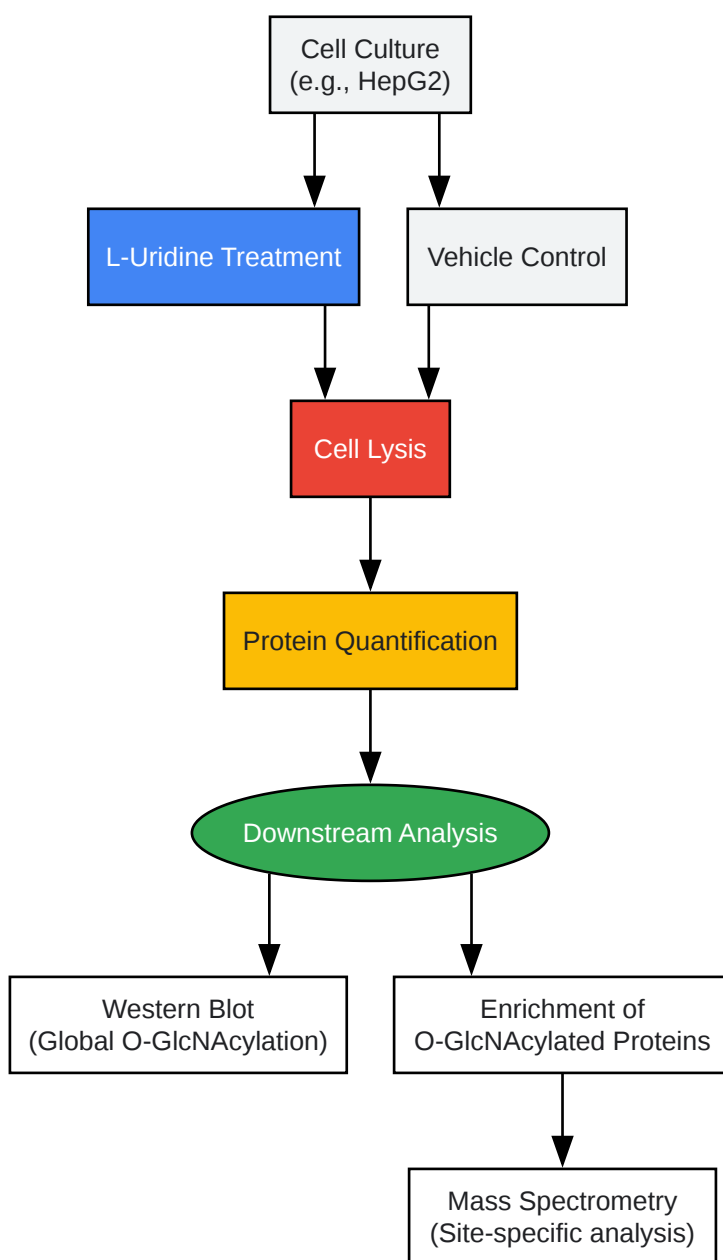 Cell Culture
(e.g., HepG2)
L-Uridine Treatment
Vehicle Control
Cell Lysis
Protein Quantification
Downstream Analysis
Western Blot
(Global O-GlcNAcylation)
Enrichment of
O-GlcNAcylated Proteins
Mass Spectrometry
(Site-specific analysis)